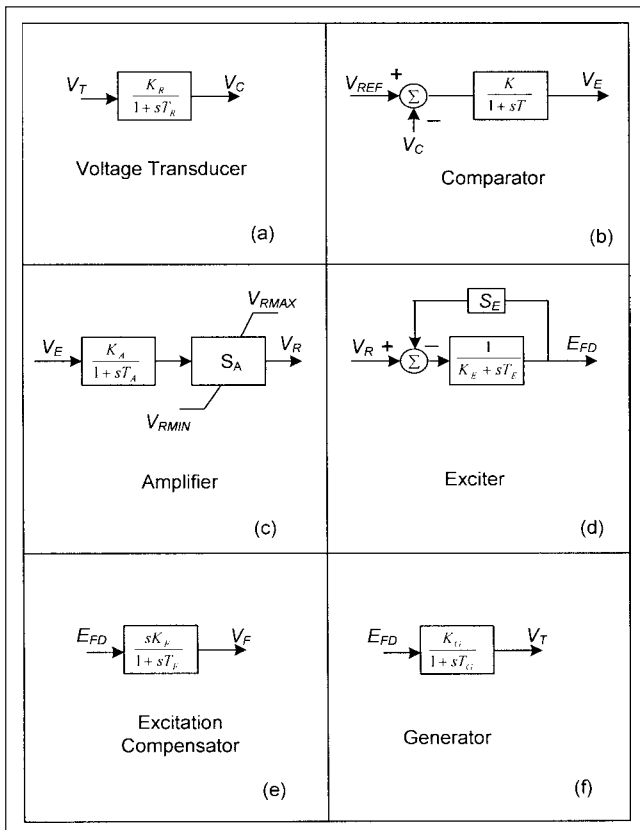 V_T
K_R
1 + sT_R
V_C
Voltage Transducer
(a)
V_REF
+
Σ
−
V_C
K
1 + sT
V_E
Comparator
(b)
V_E
K_A
1 + sT_A
V_RMAX
S_A
V_R
V_RMIN
Amplifier
(c)
S_E
V_R
+
−
Σ
1
K_E + sT_E
E_FD
Exciter
(d)
E_FD
sK_F
1 + sT_F
V_F
Excitation
Compensator
(e)
E_FD
K_G
1 + sT_G
V_T
Generator
(f)